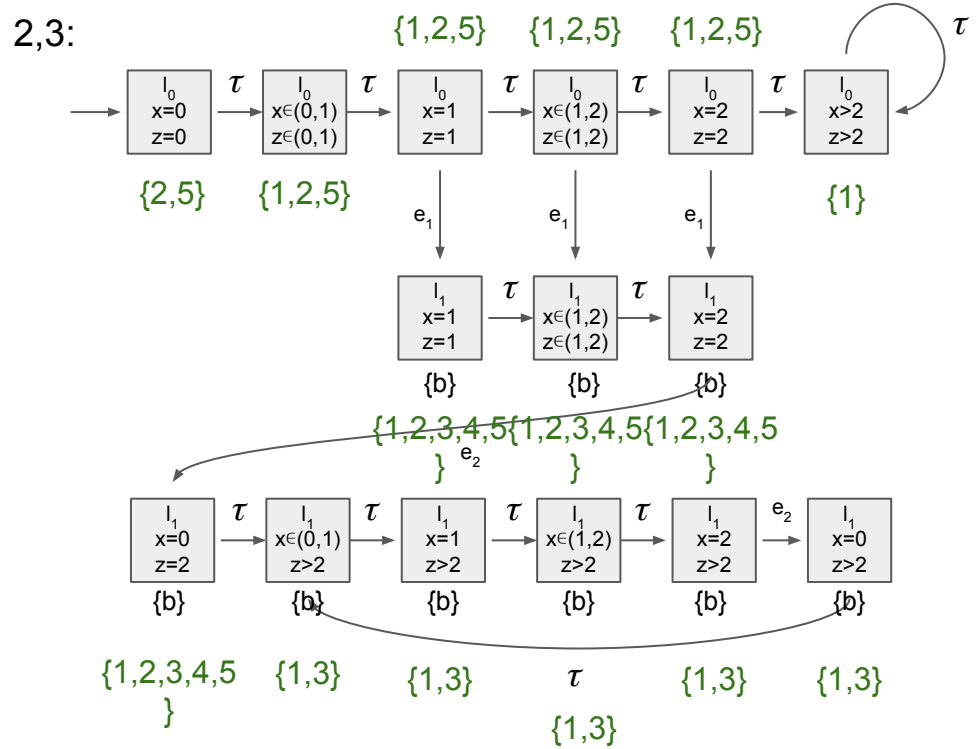 2,3:
{1,2,5} {1,2,5} {1,2,5} τ
τ τ τ τ τ
l₀ l₀ l₀ l₀ l₀ l₀
x=0 x∈(0,1) x=1 x∈(1,2) x=2 x>2
z=0 z∈(0,1) z=1 z∈(1,2) z=2 z>2
{2,5} {1,2,5} {1}
e₁ e₁ e₁
τ τ
l₁ l₁ l₁
x=1 x∈(1,2) x=2
z=1 z∈(1,2) z=2
{b} {b} {b}
{1,2,3,4,5 {1,2,3,4,5 {1,2,3,4,5
} e₂ } }
τ τ τ τ e₂
l₁ l₁ l₁ l₁ l₁ l₁
x=0 x∈(0,1) x=1 x∈(1,2) x=2 x=0
z=2 z>2 z>2 z>2 z>2 z>2
{b} {b} {b} {b} {b} {b}
{1,2,3,4,5 {1,3} {1,3} τ {1,3} {1,3}
} {1,3}